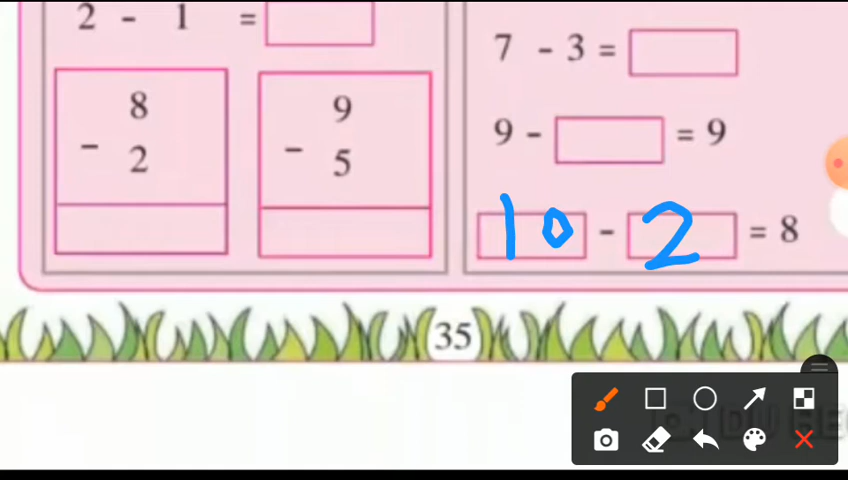 2 - 1 =
8
- 2
9
- 5
7 - 3 =
9 - = 9
10 - 2 = 8
35